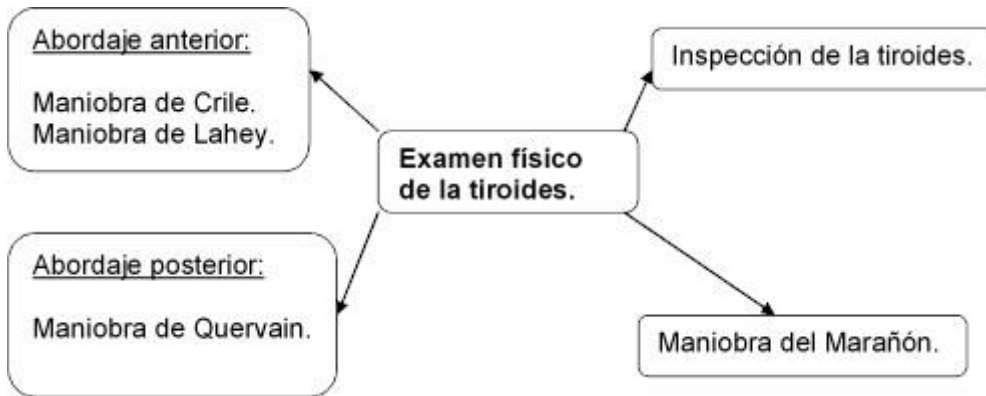 Abordaje anterior:
Maniobra de Crile.
Maniobra de Lahey.
Inspección de la tiroides.
Examen físico
de la tiroides.
Abordaje posterior:
Maniobra de Quervain.
Maniobra del Marañón.